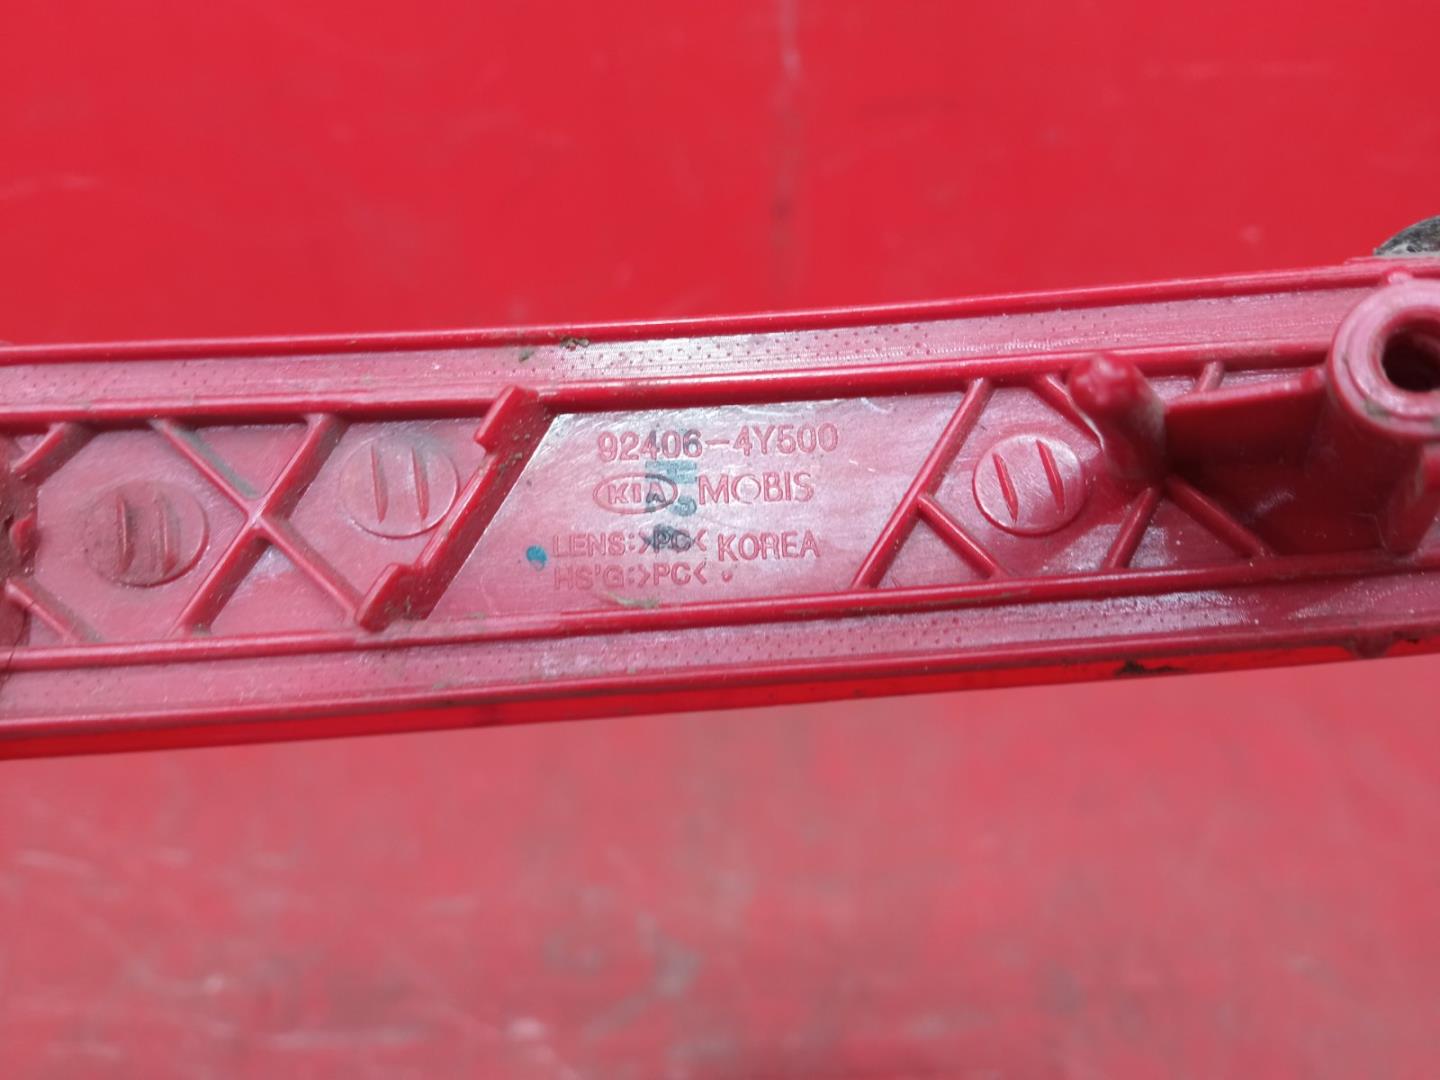 92406-4Y500
KIA MOBIS
LENS:>PC< KOREA
HS'G:>PC<